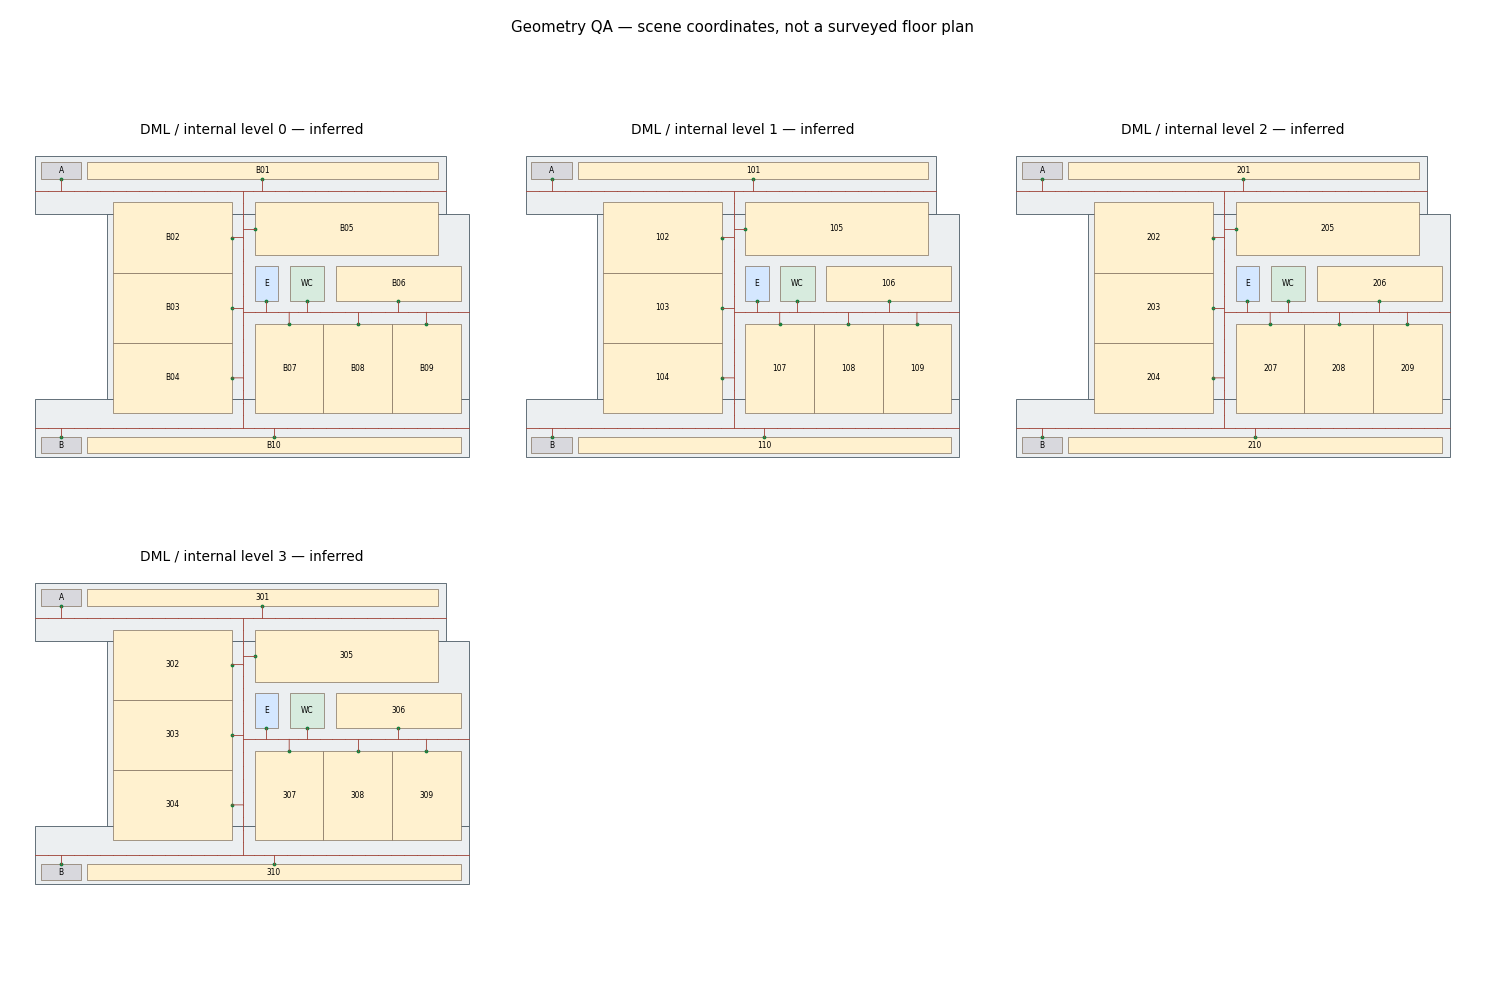 Geometry QA — scene coordinates, not a surveyed floor plan
DML / internal level 0 — inferred
A B01
B02 B05
E WC B06
B03
B07 B08 B09
B04
B B10
DML / internal level 1 — inferred
A 101
102 105
E WC 106
103
107 108 109
104
B 110
DML / internal level 2 — inferred
A 201
202 205
E WC 206
203
207 208 209
204
B 210
DML / internal level 3 — inferred
A 301
302 305
E WC 306
303
307 308 309
304
B 310